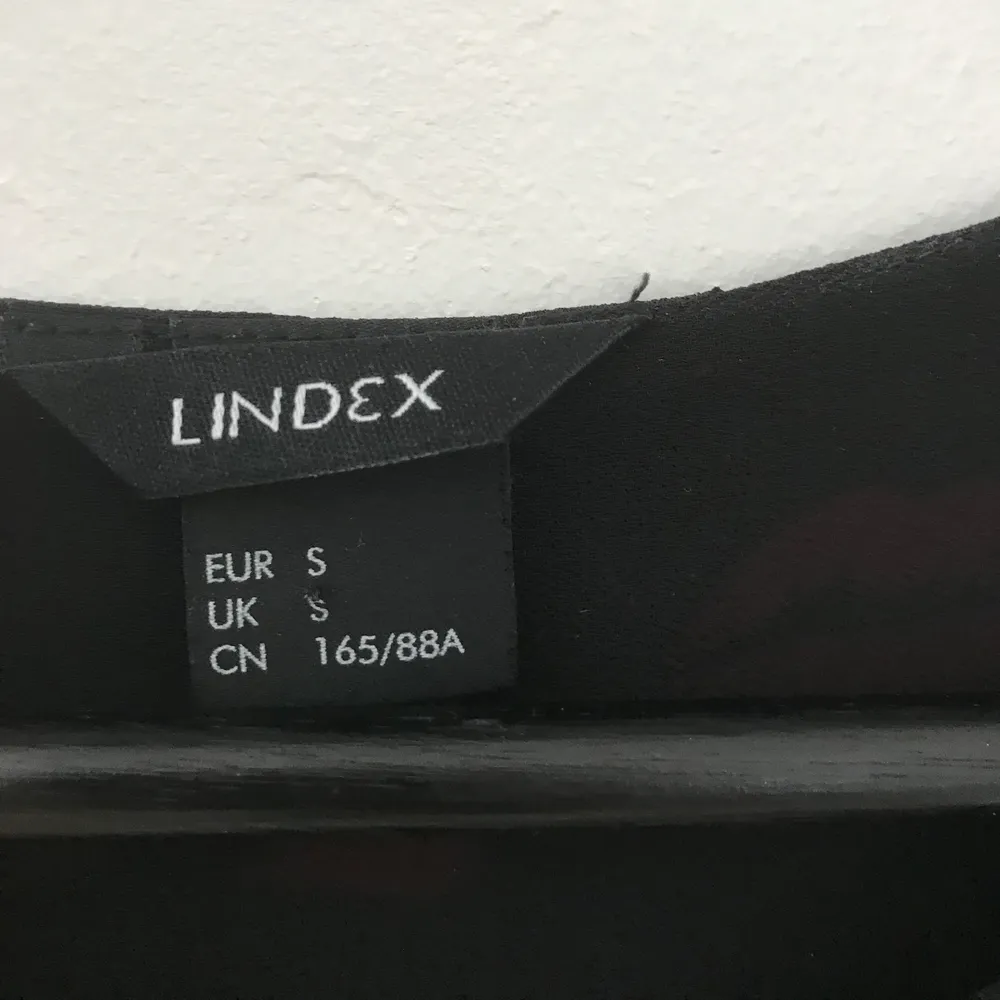 LINDEX
EUR S
UK S
CN 165/88A